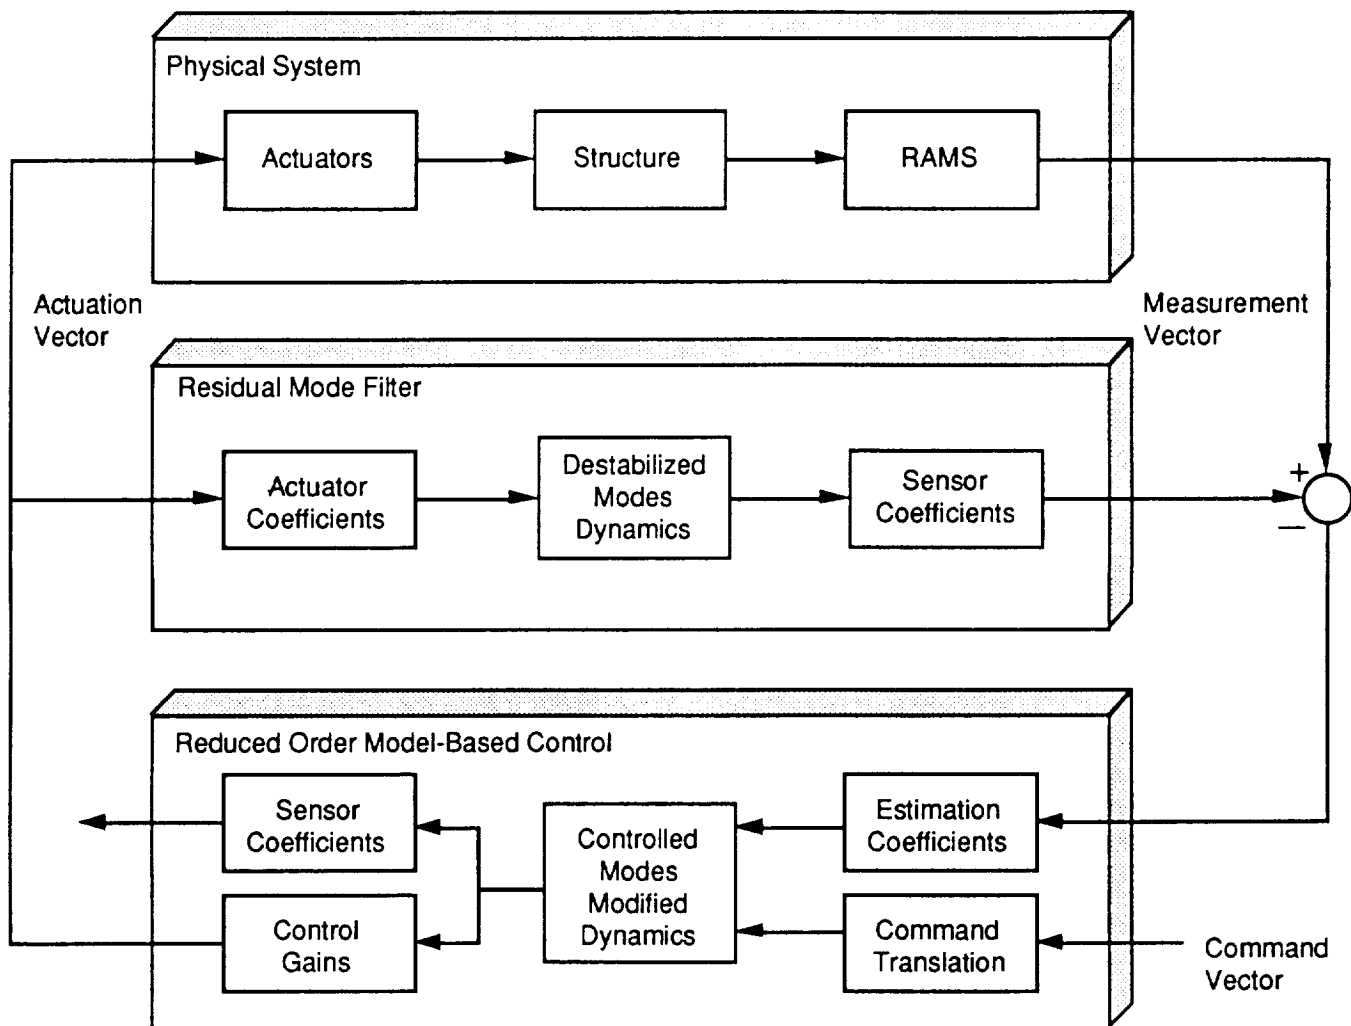 Physical System
Actuators
Structure
RAMS
Actuation
Vector
Measurement
Vector
Residual Mode Filter
Actuator
Coefficients
Destabilized
Modes
Dynamics
Sensor
Coefficients
+
—
Reduced Order Model-Based Control
Sensor
Coefficients
Controlled
Modes
Modified
Dynamics
Estimation
Coefficients
Control
Gains
Command
Translation
Command
Vector